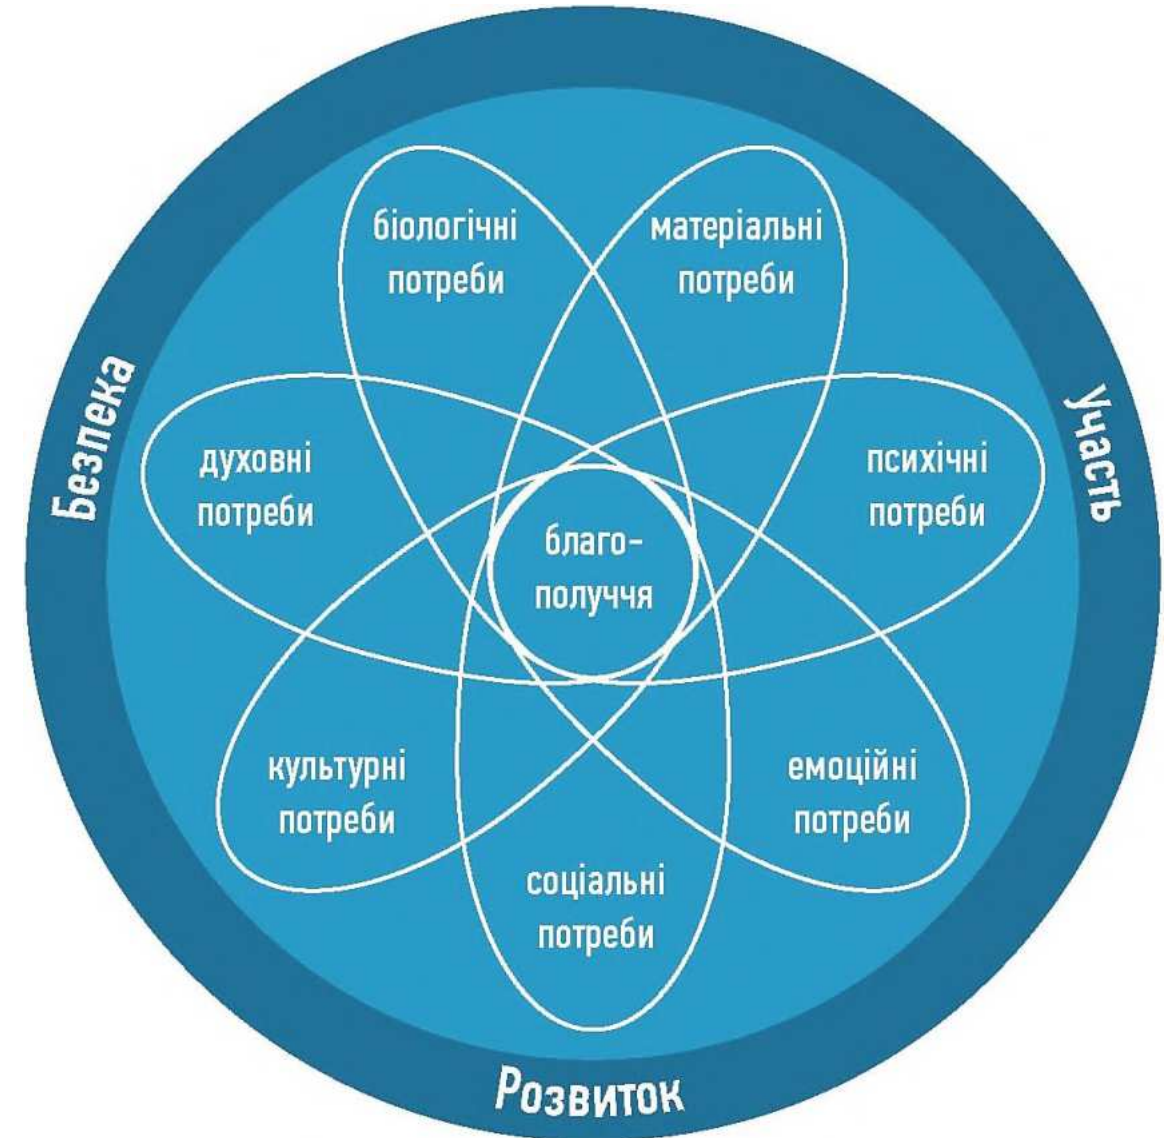 біологічні
потреби
матеріальні
потреби
Безпека
Участь
духовні
потреби
психічні
потреби
благо-
получчя
культурні
потреби
емоційні
потреби
соціальні
потреби
Розвиток